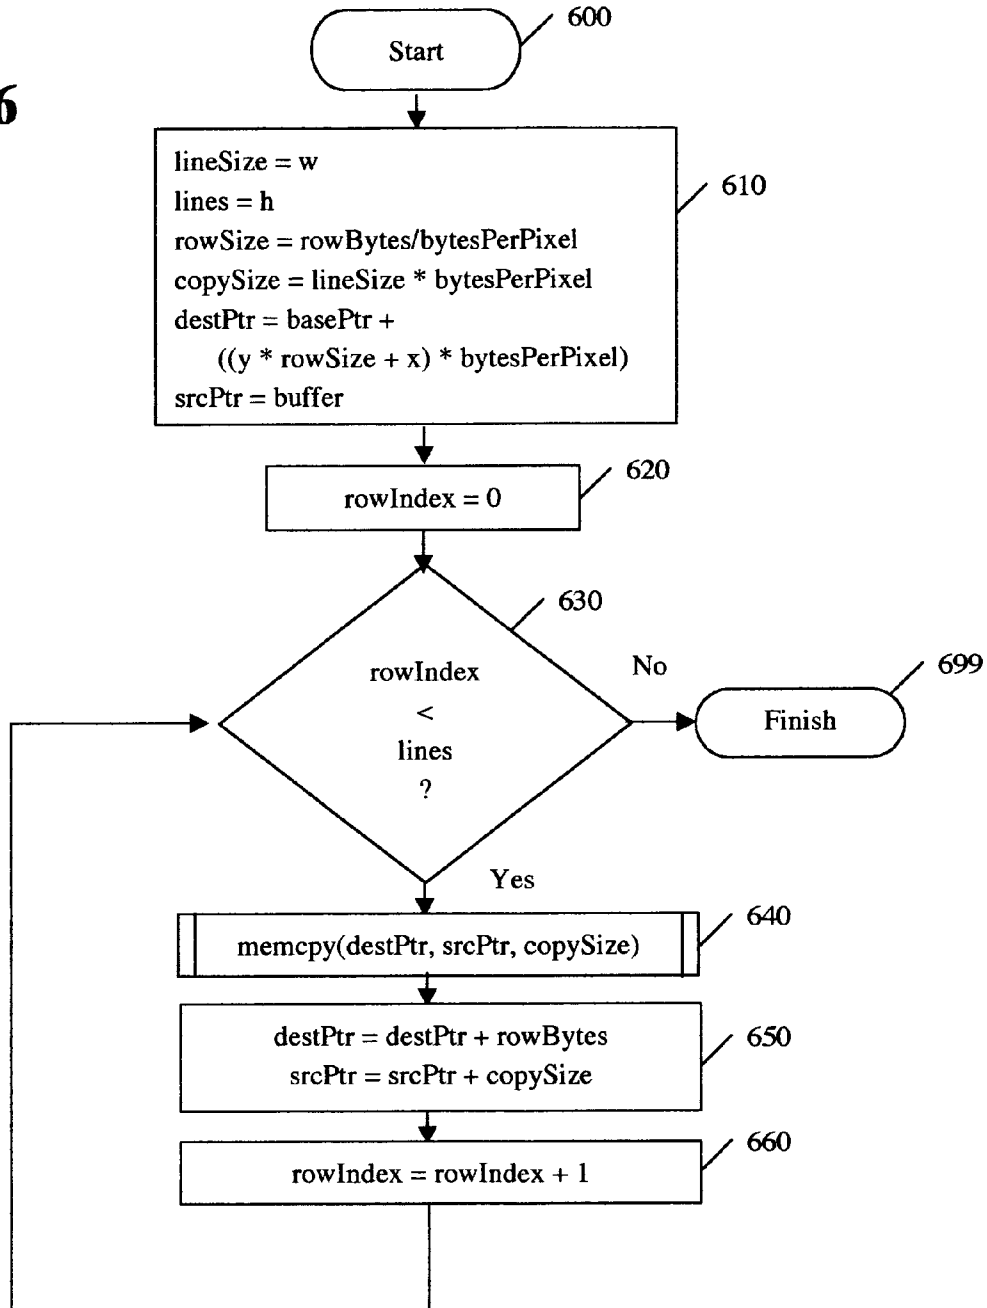 600
Start
6
lineSize = w
lines = h
610
rowSize = rowBytes/bytesPerPixel
copySize = lineSize * bytesPerPixel
destPtr = basePtr +
((y * rowSize + x) * bytesPerPixel)
srcPtr = buffer
620
rowIndex = 0
630
rowIndex
<
lines
?
No
699
Finish
Yes
640
memcpy(destPtr, srcPtr, copySize)
destPtr = destPtr + rowBytes
srcPtr = srcPtr + copySize
650
660
rowIndex = rowIndex + 1